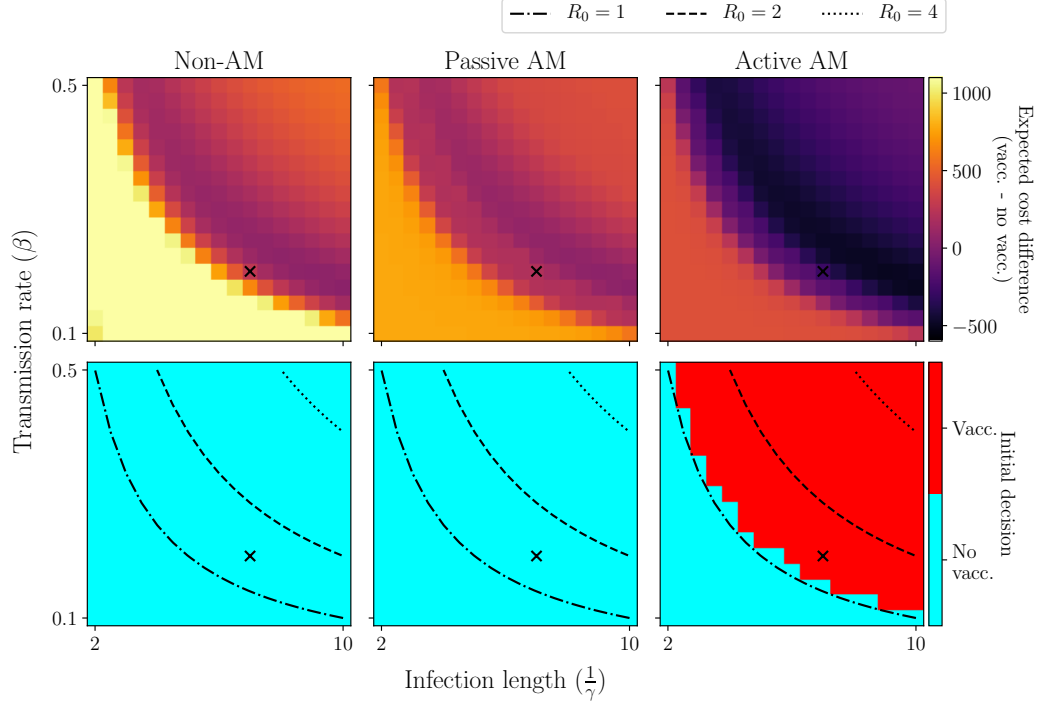 R_0 = 1 R_0 = 2 R_0 = 4
Non-AM Passive AM Active AM
0.5
0.1
1000
500
0
−500
Expected cost difference
(vacc. - no vacc.)
Transmission rate (β)
0.5
0.1
Vacc.
No
vacc.
Initial decision
2 10 2 10 2 10
Infection length (1/γ)